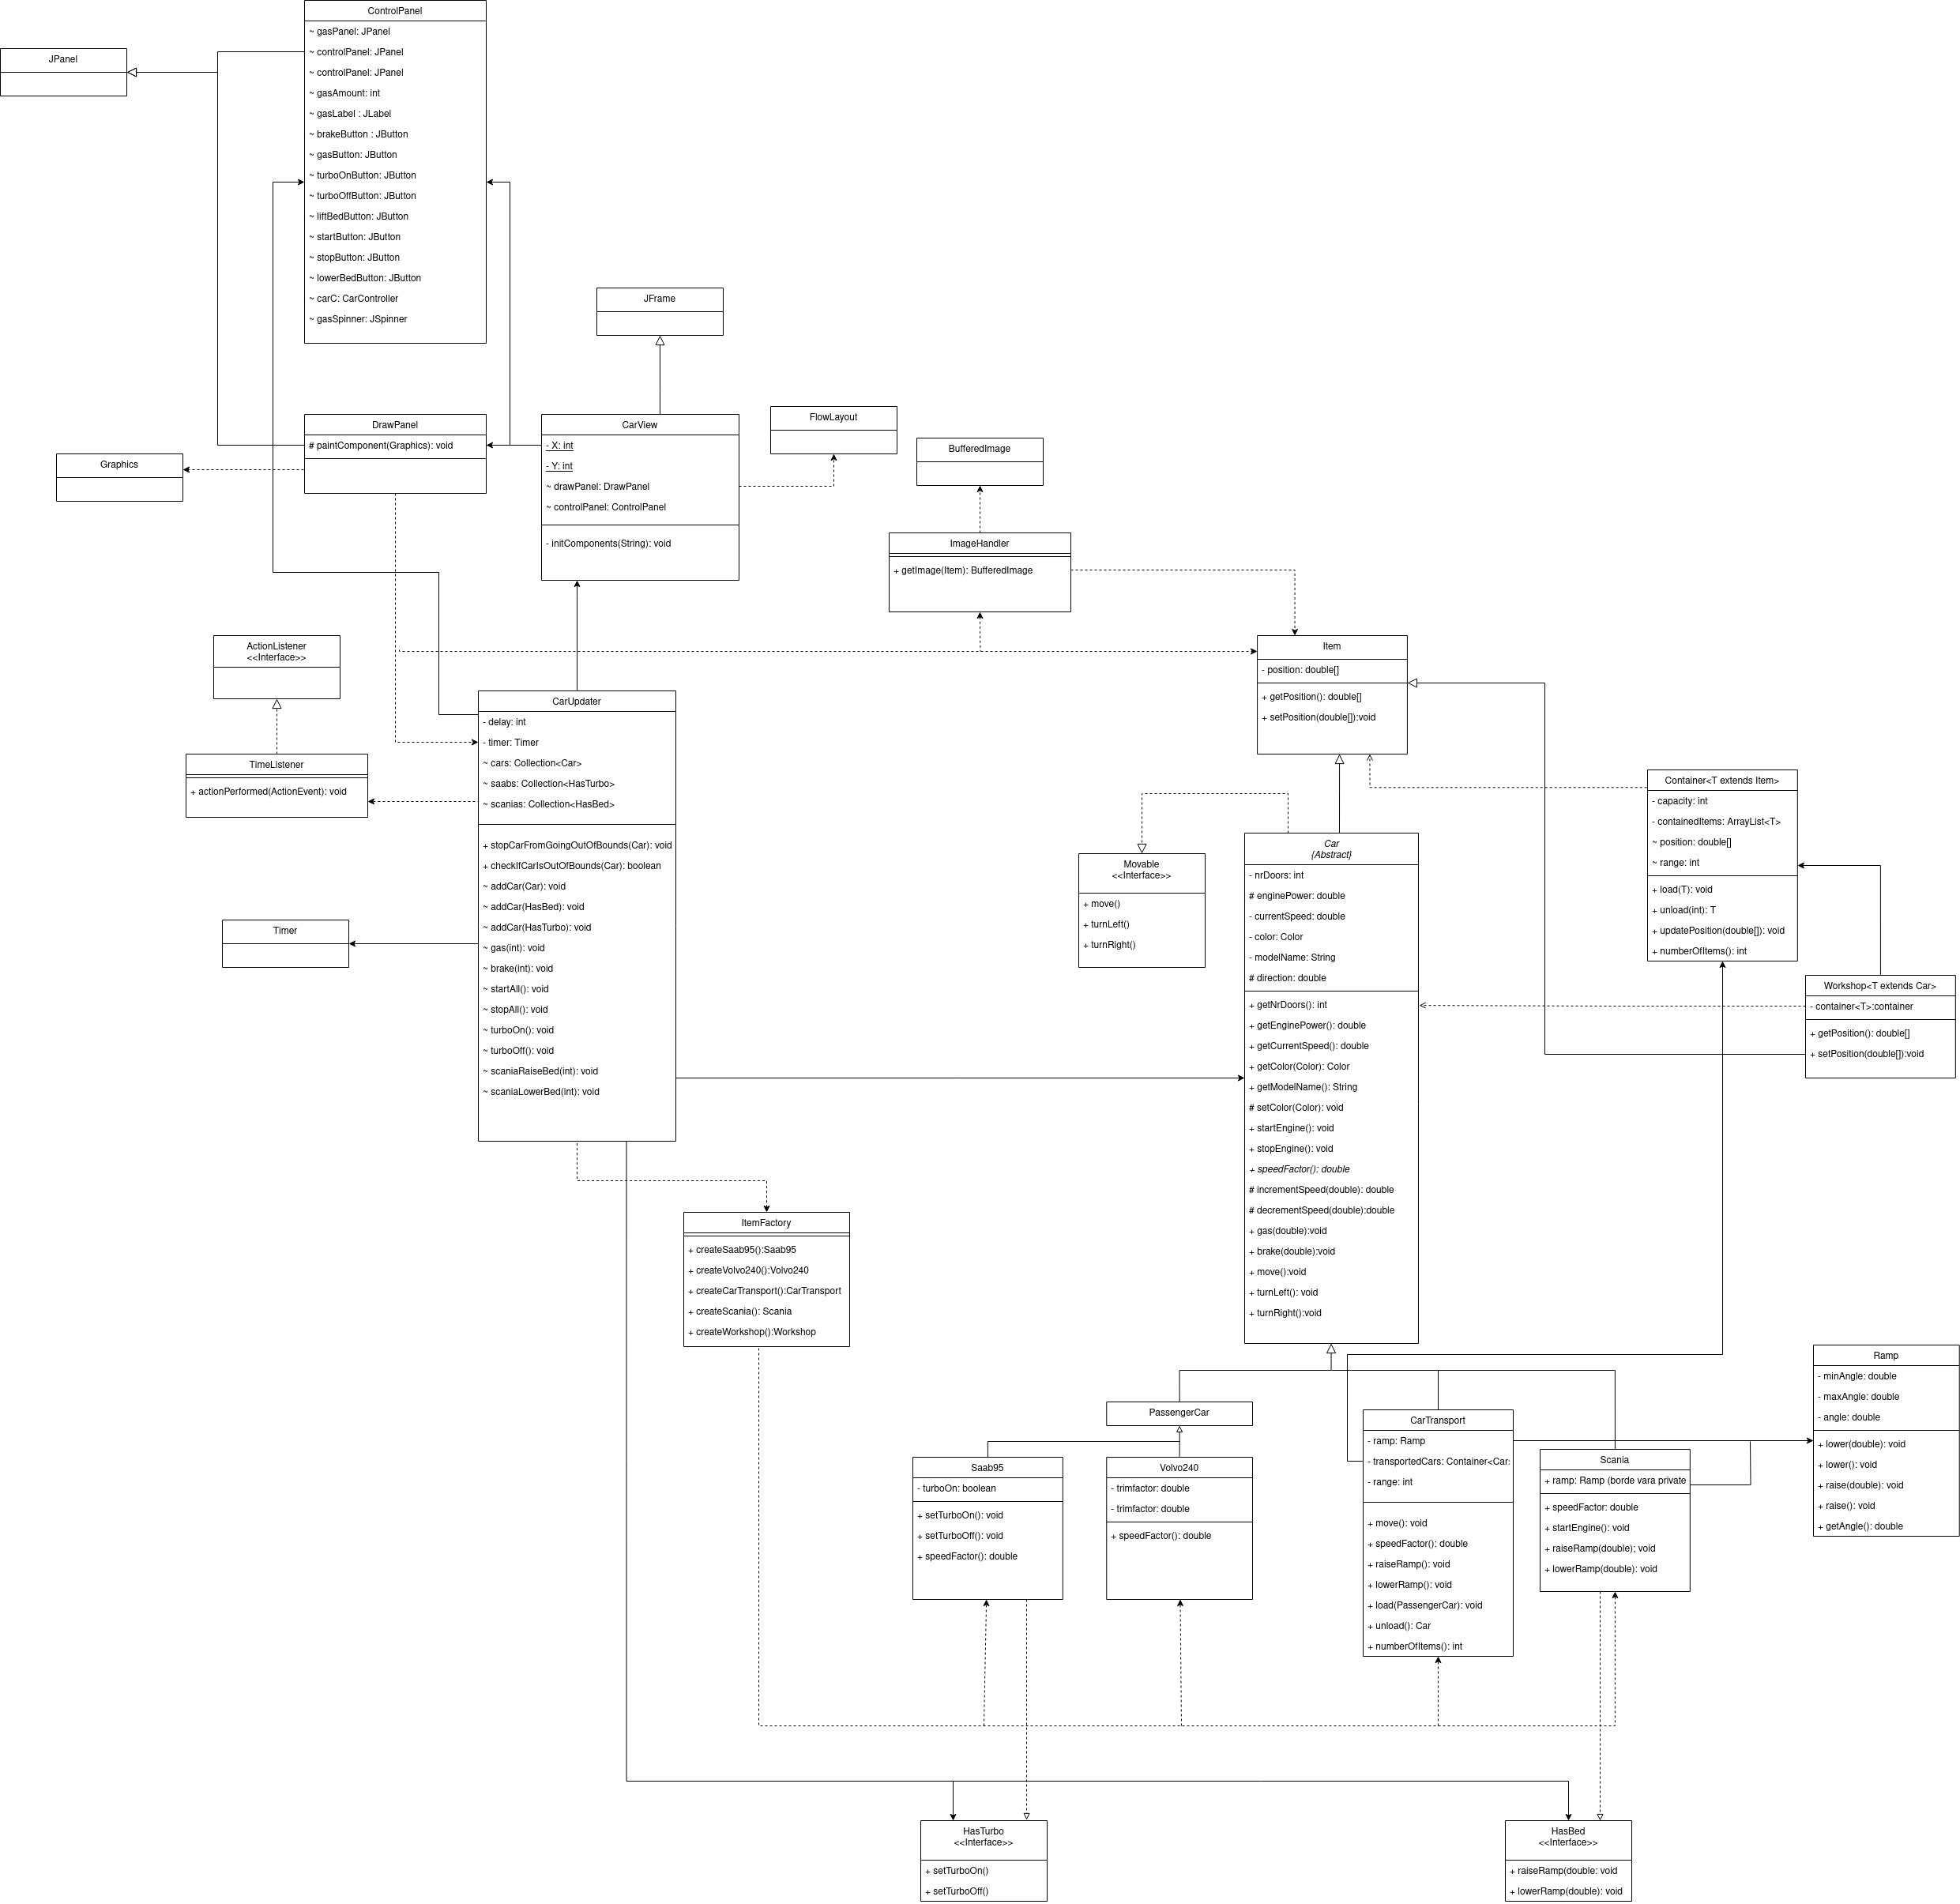 ControlPanel
~ gasPanel: JPanel
~ controlPanel: JPanel
~ controlPanel: JPanel
~ gasAmount: int
~ gasLabel : JLabel
~ brakeButton : JButton
~ gasButton: JButton
~ turboOnButton: JButton
~ turboOffButton: JButton
~ liftBedButton: JButton
~ startButton: JButton
~ stopButton: JButton
~ lowerBedButton: JButton
~ carC: CarController
~ gasSpinner: JSpinner
JPanel
JFrame
DrawPanel
# paintComponent(Graphics): void
Graphics
CarView
- X: int
- Y: int
~ drawPanel: DrawPanel
~ controlPanel: ControlPanel
- initComponents(String): void
FlowLayout
BufferedImage
ImageHandler
+ getImage(Item): BufferedImage
ActionListener
<<Interface>>
TimeListener
+ actionPerformed(ActionEvent): void
Timer
CarUpdater
- delay: int
- timer: Timer
~ cars: Collection<Car>
~ saabs: Collection<HasTurbo>
~ scanias: Collection<HasBed>
+ stopCarFromGoingOutOfBounds(Car): void
+ checkIfCarIsOutOfBounds(Car): boolean
~ addCar(Car): void
~ addCar(HasBed): void
~ addCar(HasTurbo): void
~ gas(int): void
~ brake(int): void
~ startAll(): void
~ stopAll(): void
~ turboOn(): void
~ turboOff(): void
~ scaniaRaiseBed(int): void
~ scaniaLowerBed(int): void
Item
- position: double[]
+ getPosition(): double[]
+ setPosition(double[]):void
Movable
<<Interface>>
+ move()
+ turnLeft()
+ turnRight()
Car
{Abstract}
- nrDoors: int
# enginePower: double
- currentSpeed: double
- color: Color
- modelName: String
# direction: double
+ getNrDoors(): int
+ getEnginePower(): double
+ getCurrentSpeed(): double
+ getColor(Color): Color
+ getModelName(): String
# setColor(Color): void
+ startEngine(): void
+ stopEngine(): void
+ speedFactor(): double
# incrementSpeed(double): double
# decrementSpeed(double):double
+ gas(double):void
+ brake(double):void
+ move():void
+ turnLeft(): void
+ turnRight():void
Container<T extends Item>
- capacity: int
- containedItems: ArrayList<T>
~ position: double[]
~ range: int
+ load(T): void
+ unload(int): T
+ updatePosition(double[]): void
+ numberOfItems(): int
Workshop<T extends Car>
- container<T>:container
+ getPosition(): double[]
+ setPosition(double[]):void
ItemFactory
+ createSaab95():Saab95
+ createVolvo240():Volvo240
+ createCarTransport():CarTransport
+ createScania(): Scania
+ createWorkshop():Workshop
PassengerCar
Saab95
- turboOn: boolean
+ setTurboOn(): void
+ setTurboOff(): void
+ speedFactor(): double
Volvo240
- trimfactor: double
- trimfactor: double
+ speedFactor(): double
CarTransport
- ramp: Ramp
- transportedCars: Container<Car:
- range: int
+ move(): void
+ speedFactor(): double
+ raiseRamp(): void
+ lowerRamp(): void
+ load(PassengerCar): void
+ unload(): Car
+ numberOfItems(): int
Scania
+ ramp: Ramp (borde vara private
+ speedFactor: double
+ startEngine(): void
+ raiseRamp(double); void
+ lowerRamp(double): void
Ramp
- minAngle: double
- maxAngle: double
- angle: double
+ lower(double): void
+ lower(): void
+ raise(double): void
+ raise(): void
+ getAngle(): double
HasTurbo
<<Interface>>
+ setTurboOn()
+ setTurboOff()
HasBed
<<Interface>>
+ raiseRamp(double: void
+ lowerRamp(double): void